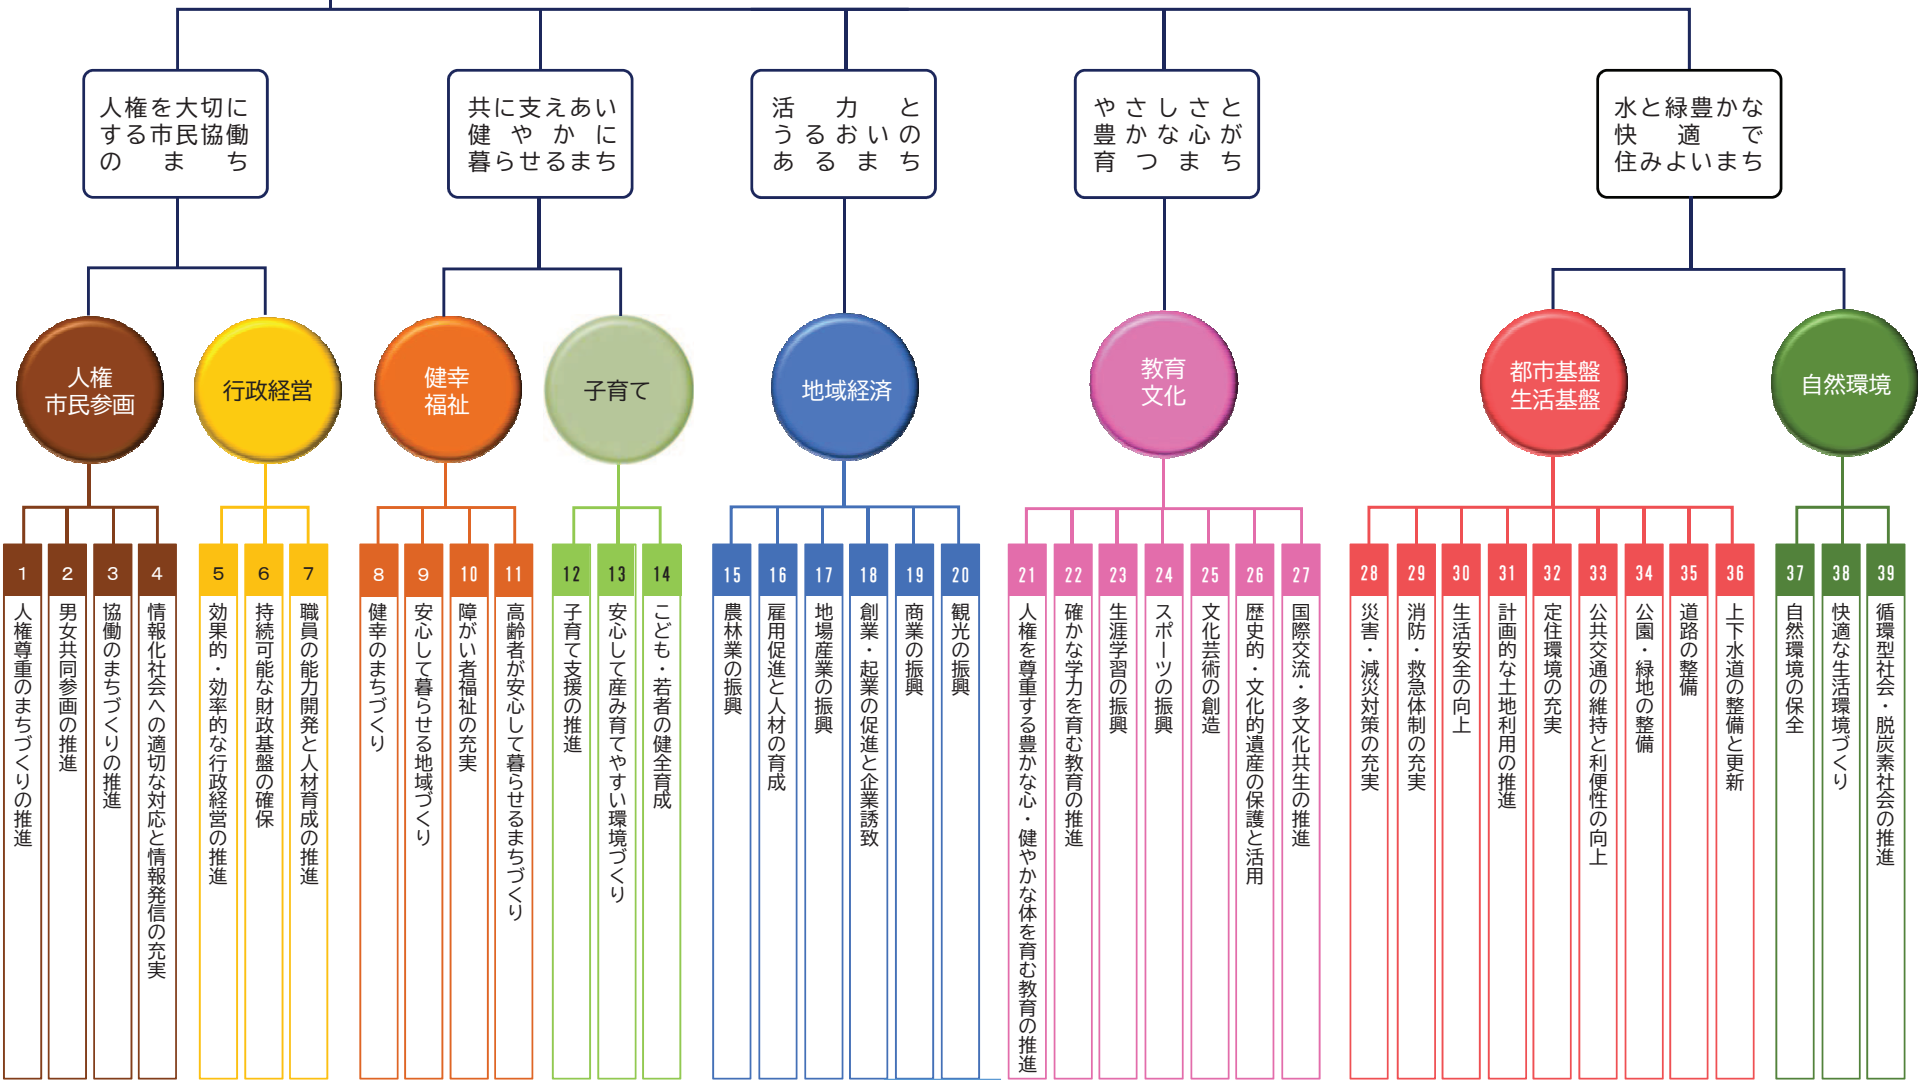 人権を大切に
する市民協働
のまち
共に支えあい
健やかに
暮らせるまち
活力と
うるおいの
あるまち
やさしさと
豊かな心が
育つまち
水と緑豊かな
快適で
住みよいまち
人権
市民参画
行政経営
健幸
福祉
子育て
地域経済
教育
文化
都市基盤
生活基盤
自然環境
1
人権尊重のまちづくりの推進
2
男女共同参画の推進
3
協働のまちづくりの推進
4
情報化社会への適切な対応と情報発信の充実
5
効果的・効率的な行政経営の推進
6
持続可能な財政基盤の確保
7
職員の能力開発と人材育成の推進
8
健幸のまちづくり
9
安心して暮らせる地域づくり
10
障がい者福祉の充実
11
高齢者が安心して暮らせるまちづくり
12
子育て支援の推進
13
安心して産み育てやすい環境づくり
14
こども・若者の健全育成
15
農林業の振興
16
雇用促進と人材の育成
17
地場産業の振興
18
創業・起業の促進と企業誘致
19
商業の振興
20
観光の振興
21
人権を尊重する豊かな心・健やかな体を育む教育の推進
22
確かな学力を育む教育の推進
23
生涯学習の振興
24
スポーツの振興
25
文化芸術の創造
26
歴史的・文化的遺産の保護と活用
27
国際交流・多文化共生の推進
28
災害・減災対策の充実
29
消防・救急体制の充実
30
生活安全の向上
31
計画的な土地利用の推進
32
定住環境の充実
33
公共交通の維持と利便性の向上
34
公園・緑地の整備
35
道路の整備
36
上下水道の整備と更新
37
自然環境の保全
38
快適な生活環境づくり
39
循環型社会・脱炭素社会の推進